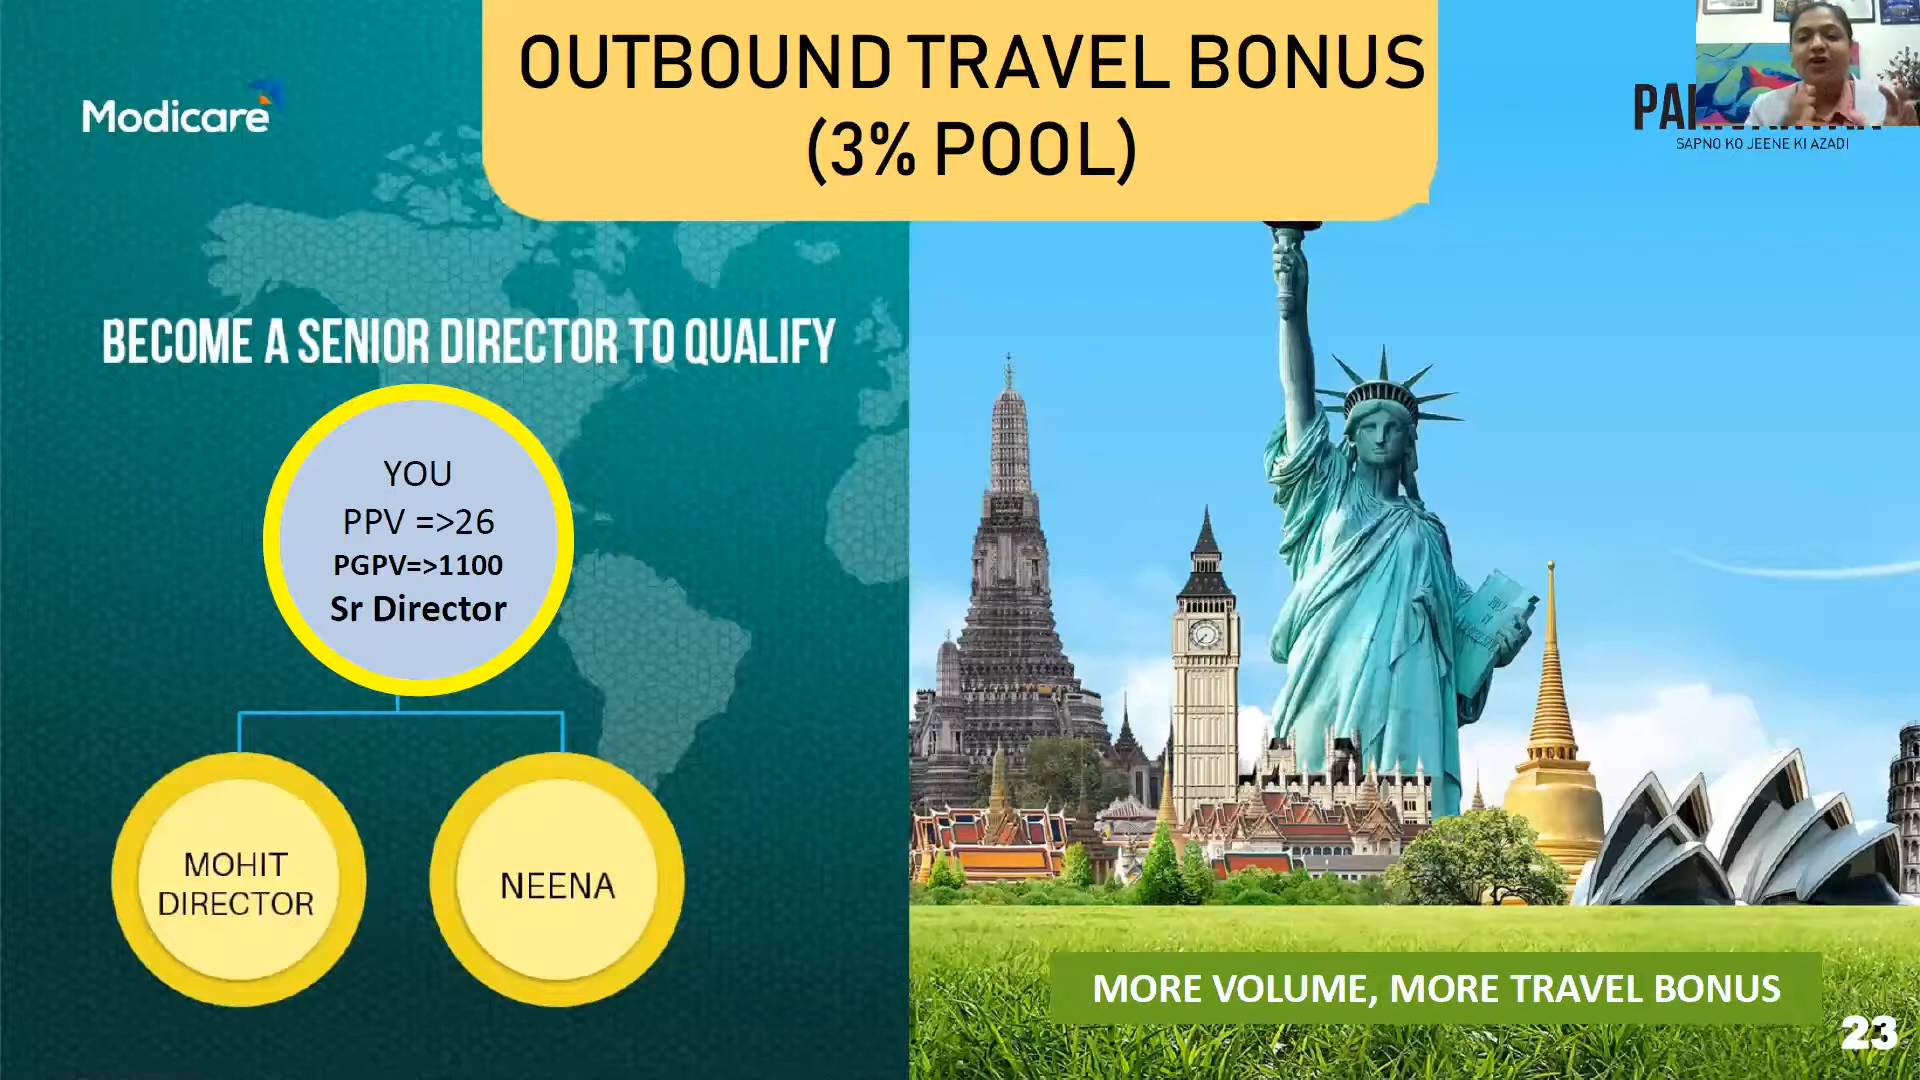 OUTBOUND TRAVEL BONUS
(3% POOL)
Modicare
SAPNO KO JEENE KI AZADI
BECOME A SENIOR DIRECTOR TO QUALIFY
YOU
PPV =>26
PGPV=>1100
Sr Director
MOHIT
DIRECTOR
NEENA
MORE VOLUME, MORE TRAVEL BONUS
23